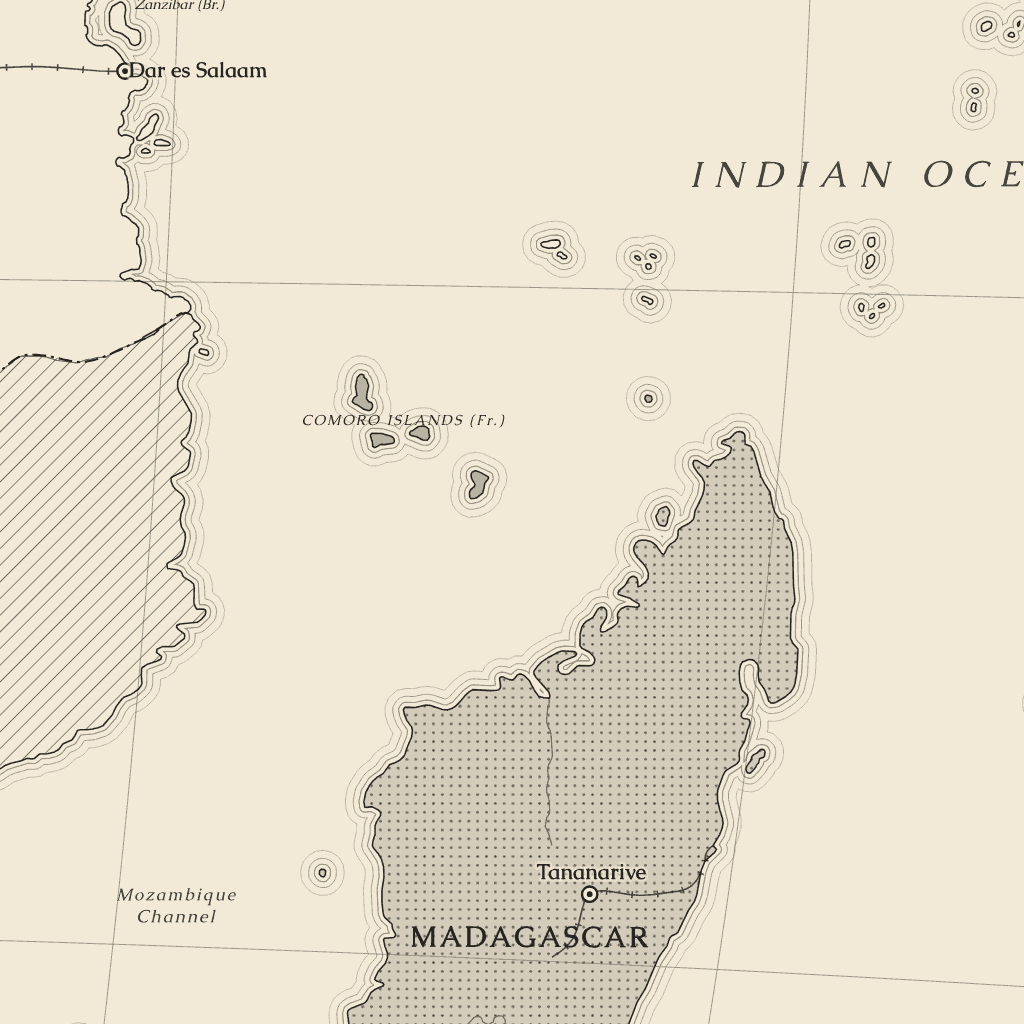 Zanzibar (Br.)
Dar es Salaam
INDIAN OCE
COMORO ISLANDS (Fr.)
Tananarive
Mozambique
Channel
MADAGASCAR